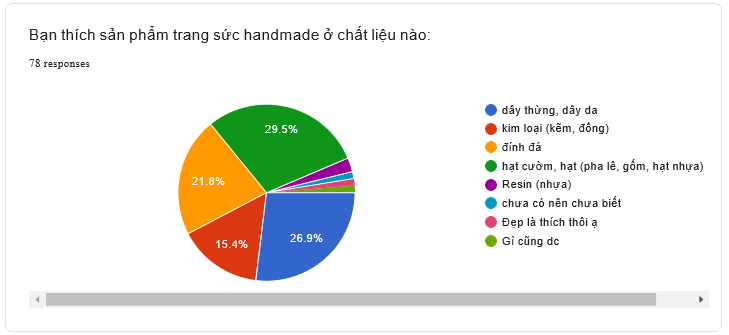 Bạn thích sản phẩm trang sức handmade ở chất liệu nào:
78 responses
29.5%
21.8%
15.4%
26.9%
dây thừng, dây da
kim loại (kẽm, đồng)
đính đá
hạt cườm, hạt (pha lê, gốm, hạt nhựa)
Resin (nhựa)
chưa có nên chưa biết
Đẹp là thích thôi ạ
Gì cũng dc